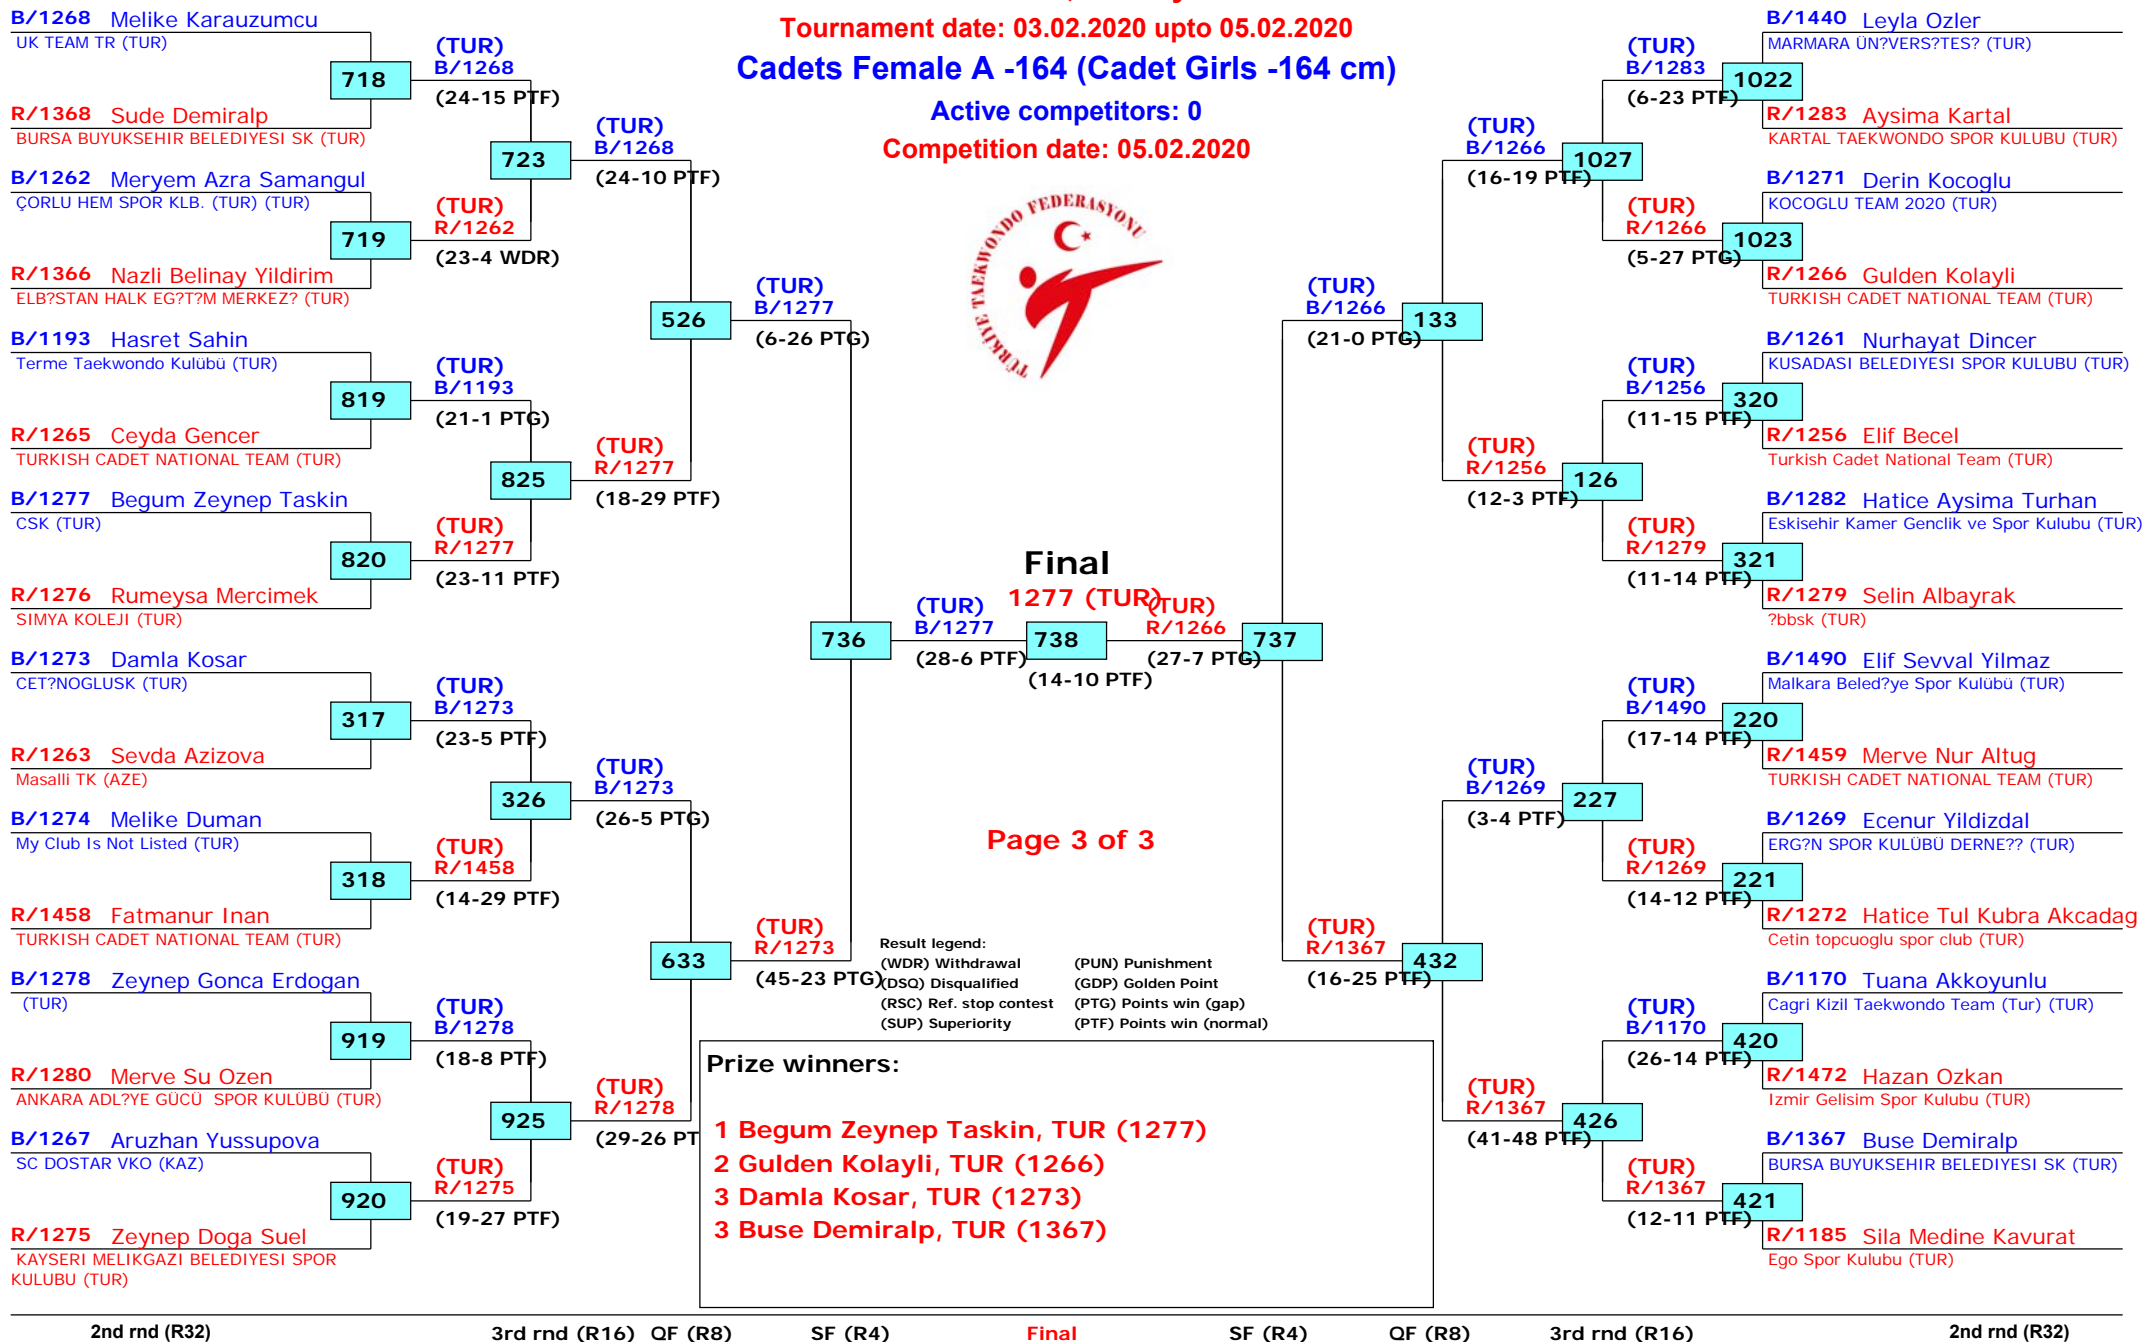 Tournament date: 03.02.2020 upto 05.02.2020
Cadets Female A -164 (Cadet Girls -164 cm)
Active competitors: 0
Competition date: 05.02.2020
TÜRKİYE TAEKWONDO FEDERASYONU
B/1268 Melike Karauzumcu
UK TEAM TR (TUR)
718
R/1368 Sude Demiralp
BURSA BUYUKSEHIR BELEDIYESI SK (TUR)
B/1262 Meryem Azra Samangul
ÇORLU HEM SPOR KLB. (TUR) (TUR)
719
R/1366 Nazli Belinay Yildirim
ELB?STAN HALK EG?T?M MERKEZ? (TUR)
B/1193 Hasret Sahin
Terme Taekwondo Kulübü (TUR)
819
R/1265 Ceyda Gencer
TURKISH CADET NATIONAL TEAM (TUR)
B/1277 Begum Zeynep Taskin
CSK (TUR)
820
R/1276 Rumeysa Mercimek
SIMYA KOLEJI (TUR)
B/1273 Damla Kosar
CET?NOGLUSK (TUR)
317
R/1263 Sevda Azizova
Masalli TK (AZE)
B/1274 Melike Duman
My Club Is Not Listed (TUR)
318
R/1458 Fatmanur Inan
TURKISH CADET NATIONAL TEAM (TUR)
B/1278 Zeynep Gonca Erdogan
(TUR)
919
R/1280 Merve Su Ozen
ANKARA ADL?YE GÜCÜ SPOR KULÜBÜ (TUR)
B/1267 Aruzhan Yussupova
SC DOSTAR VKO (KAZ)
920
R/1275 Zeynep Doga Suel
KAYSERI MELIKGAZI BELEDIYESI SPOR
KULUBU (TUR)
(TUR)
B/1268
(24-15 PTF)
723
(TUR)
R/1262
(23-4 WDR)
(TUR)
B/1193
(21-1 PTG)
825
(TUR)
R/1277
(23-11 PTF)
(TUR)
B/1273
(23-5 PTF)
326
(TUR)
R/1458
(14-29 PTF)
(TUR)
B/1278
(18-8 PTF)
925
(TUR)
R/1275
(19-27 PTF)
(TUR)
B/1268
(24-10 PTF)
526
(TUR)
R/1277
(18-29 PTF)
(TUR)
B/1273
(26-5 PTG)
633
(TUR)
R/1278
(29-26 PT
(TUR)
B/1277
(6-26 PTG)
736
(TUR)
R/1273
(45-23 PTG)
(TUR)
B/1277
(28-6 PTF)
Final
1277 (TUR)
738
(14-10 PTF)
(TUR)
R/1266
(27-7 PTG)
737
Page 3 of 3
(TUR)
B/1266
(21-0 PTG)
133
(TUR)
R/1367
(16-25 PTF)
432
(TUR)
B/1266
(16-19 PTF)
1027
(TUR)
R/1256
(12-3 PTF)
126
(TUR)
B/1269
(3-4 PTF)
227
(TUR)
R/1367
(41-48 PTF)
426
(TUR)
B/1283
(6-23 PTF)
1022
(TUR)
R/1266
(5-27 PTG)
1023
(TUR)
B/1256
(11-15 PTF)
320
(TUR)
R/1279
(11-14 PTF)
321
(TUR)
B/1490
(17-14 PTF)
220
(TUR)
R/1269
(14-12 PTF)
221
(TUR)
B/1170
(26-14 PTF)
420
(TUR)
R/1367
(12-11 PTF)
421
B/1440 Leyla Ozler
MARMARA ÜN?VERS?TES? (TUR)
R/1283 Aysima Kartal
KARTAL TAEKWONDO SPOR KULUBU (TUR)
B/1271 Derin Kocoglu
KOCOGLU TEAM 2020 (TUR)
R/1266 Gulden Kolayli
TURKISH CADET NATIONAL TEAM (TUR)
B/1261 Nurhayat Dincer
KUSADASI BELEDIYESI SPOR KULUBU (TUR)
R/1256 Elif Becel
Turkish Cadet National Team (TUR)
B/1282 Hatice Aysima Turhan
Eskisehir Kamer Genclik ve Spor Kulubu (TUR)
R/1279 Selin Albayrak
?bbsk (TUR)
B/1490 Elif Sevval Yilmaz
Malkara Beled?ye Spor Kulübü (TUR)
R/1459 Merve Nur Altug
TURKISH CADET NATIONAL TEAM (TUR)
B/1269 Ecenur Yildizdal
ERG?N SPOR KULÜBÜ DERNE?? (TUR)
R/1272 Hatice Tul Kubra Akcadag
Cetin topcuoglu spor club (TUR)
B/1170 Tuana Akkoyunlu
Cagri Kizil Taekwondo Team (Tur) (TUR)
R/1472 Hazan Ozkan
Izmir Gelisim Spor Kulubu (TUR)
B/1367 Buse Demiralp
BURSA BUYUKSEHIR BELEDIYESI SK (TUR)
R/1185 Sila Medine Kavurat
Ego Spor Kulubu (TUR)
Result legend:
(WDR) Withdrawal (PUN) Punishment
(DSQ) Disqualified (GDP) Golden Point
(RSC) Ref. stop contest (PTG) Points win (gap)
(SUP) Superiority (PTF) Points win (normal)
Prize winners:
1 Begum Zeynep Taskin, TUR (1277)
2 Gulden Kolayli, TUR (1266)
3 Damla Kosar, TUR (1273)
3 Buse Demiralp, TUR (1367)
2nd rnd (R32) 3rd rnd (R16) QF (R8) SF (R4) Final SF (R4) QF (R8) 3rd rnd (R16) 2nd rnd (R32)